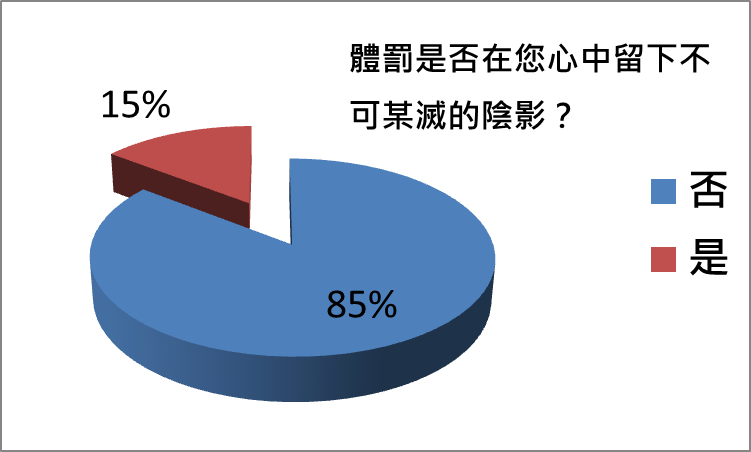 體罰是否在您心中留下不
可某滅的陰影？
15%
否
是
85%